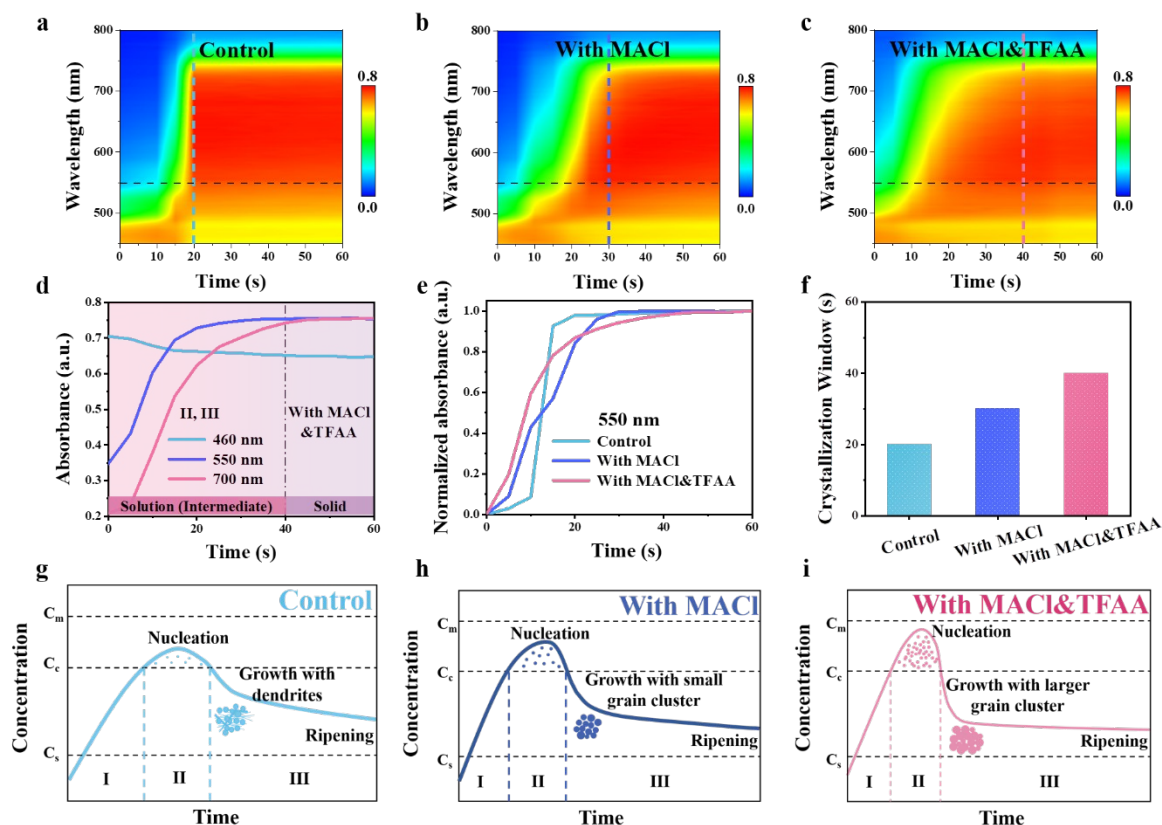 a
Control
Wavelength (nm)
800
700
600
500
0 10 20 30 40 50 60
Time (s)
0.8
0.0
b
With MACl
Wavelength (nm)
800
700
600
500
0 10 20 30 40 50 60
Time (s)
0.8
0.0
c
With MACl&TFAA
Wavelength (nm)
800
700
600
500
0 10 20 30 40 50 60
Time (s)
0.8
0.0
d
Absorbance (a.u.)
0.8
0.7
0.6
0.5
0.4
0.3
0.2
II, III
460 nm
550 nm
700 nm
With MACl
&TFAA
Solution (Intermediate)
Solid
0 20 40 60
Time (s)
e
Normalized absorbance (a.u.)
1.0
0.8
0.6
0.4
0.2
0.0
550 nm
Control
With MACl
With MACl&TFAA
0 20 40 60
Time (s)
f
Crystallization Window (s)
60
40
20
0
Control
With MACl
With MACl&TFAA
g
Control
Concentration
Cm
Cc
Cs
Nucleation
Growth with
dendrites
Ripening
I
II
III
Time
h
With MACl
Concentration
Cm
Cc
Cs
Nucleation
Growth with small
grain cluster
Ripening
I
II
III
Time
i
With MACl&TFAA
Concentration
Cm
Cc
Cs
Nucleation
Growth with larger
grain cluster
Ripening
I
II
III
Time